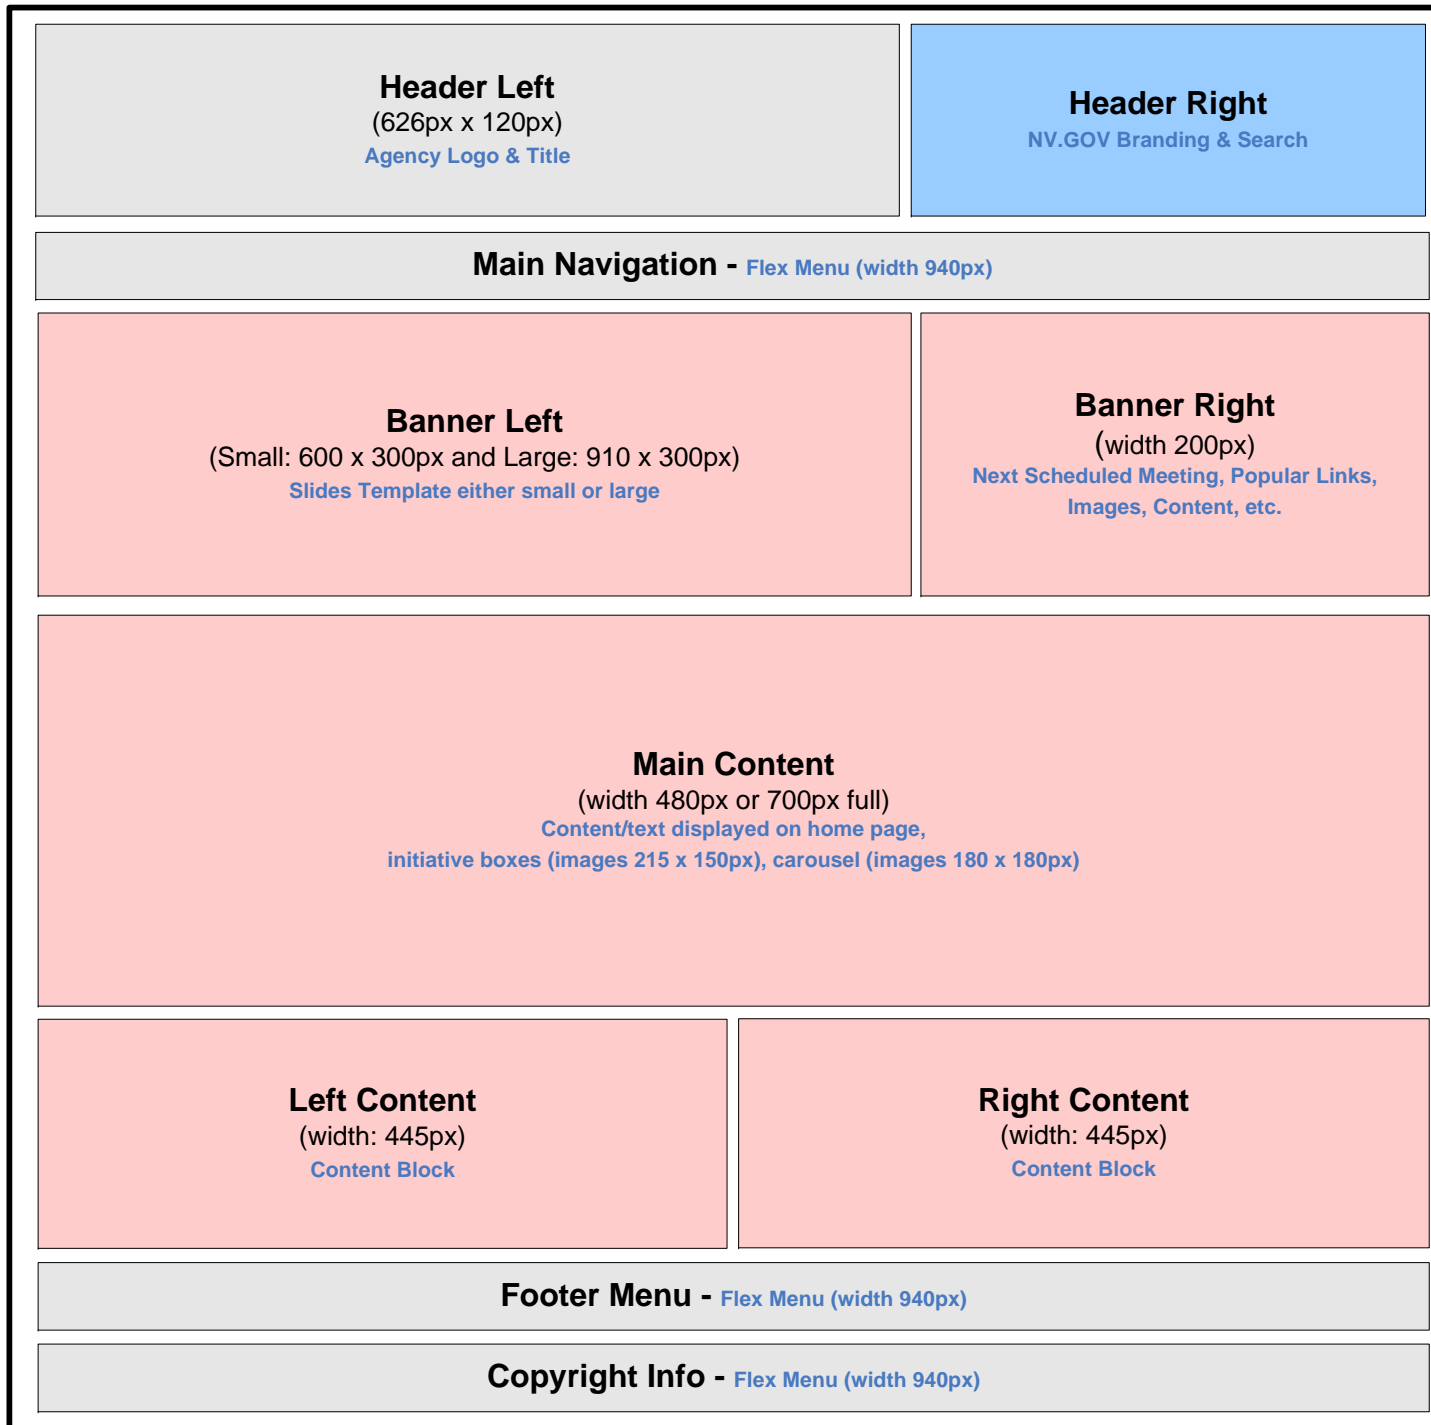 Header Left
(626px x 120px)
Agency Logo & Title
Header Right
NV.GOV Branding & Search
Main Navigation - Flex Menu (width 940px)
Banner Left
(Small: 600 x 300px and Large: 910 x 300px)
Slides Template either small or large
Banner Right
(width 200px)
Next Scheduled Meeting, Popular Links,
Images, Content, etc.
Main Content
(width 480px or 700px full)
Content/text displayed on home page,
initiative boxes (images 215 x 150px), carousel (images 180 x 180px)
Left Content
(width: 445px)
Content Block
Right Content
(width: 445px)
Content Block
Footer Menu - Flex Menu (width 940px)
Copyright Info - Flex Menu (width 940px)